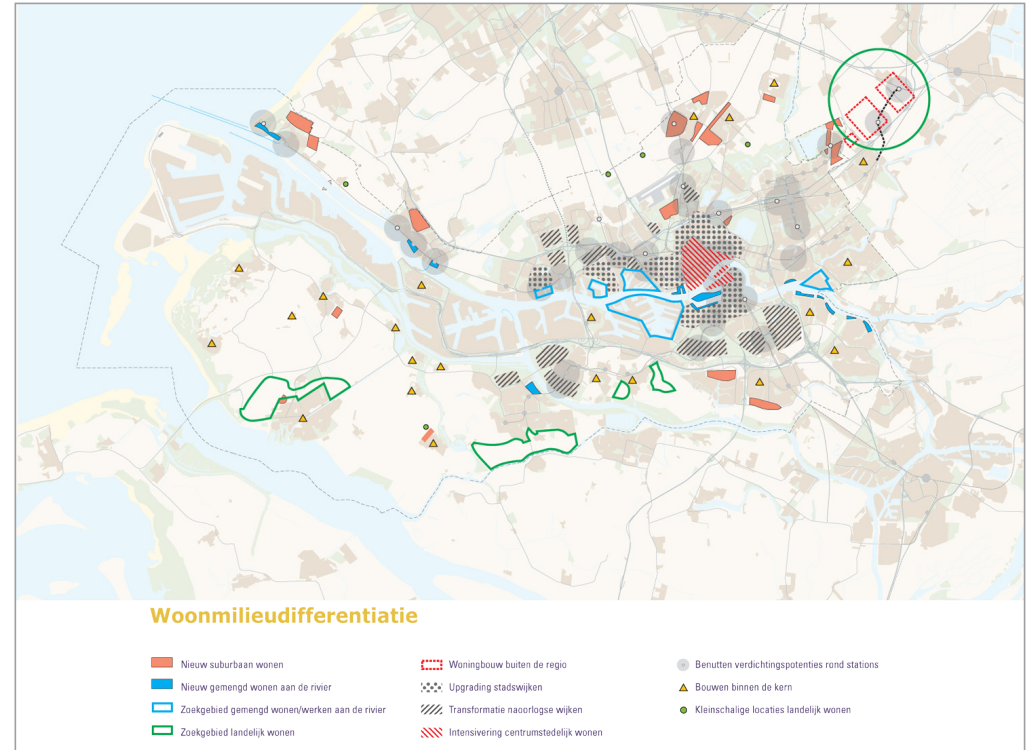 Woonmilieudifferentiatie
Nieuw suburbaan wonen
Nieuw gemengd wonen aan de rivier
Zoekgebied gemengd wonen/werken aan de rivier
Zoekgebied landelijk wonen
Woningbouw buiten de regio
Upgrading stadswijken
Transformatie naoorlogse wijken
Intensivering centrumstedelijk wonen
Benutten verdichtingspotenties rond stations
Bouwen binnen de kern
Kleinschalige locaties landelijk wonen